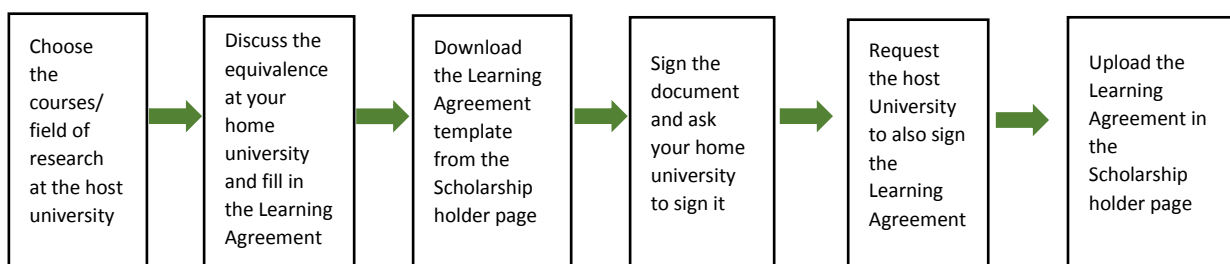 Choose
the
courses/
field of
research
at the host
university
Discuss the
equivalence
at your
home
university
and fill in
the Learning
Agreement
Download
the Learning
Agreement
template
from the
Scholarship
holder page
Sign the
document
and ask
your home
university
to sign it
Request
the host
University
to also sign
the
Learning
Agreement
Upload the
Learning
Agreement in
the
Scholarship
holder page